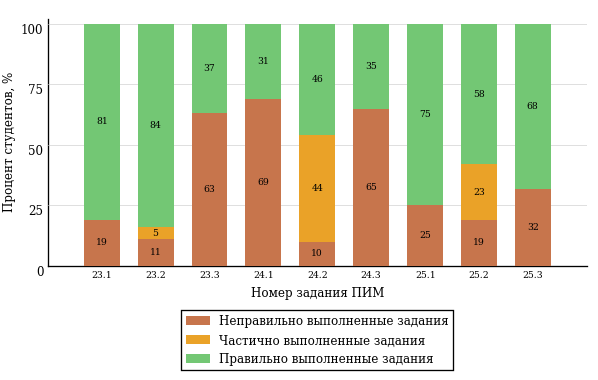 Процент студентов, %
100
75
50
25
0
81 84 37 31 46 35 75 58 68
5 44 23
19 11 63 69 10 65 25 19 32
23.1 23.2 23.3 24.1 24.2 24.3 25.1 25.2 25.3
Номер задания ПИМ
Неправильно выполненные задания
Частично выполненные задания
Правильно выполненные задания